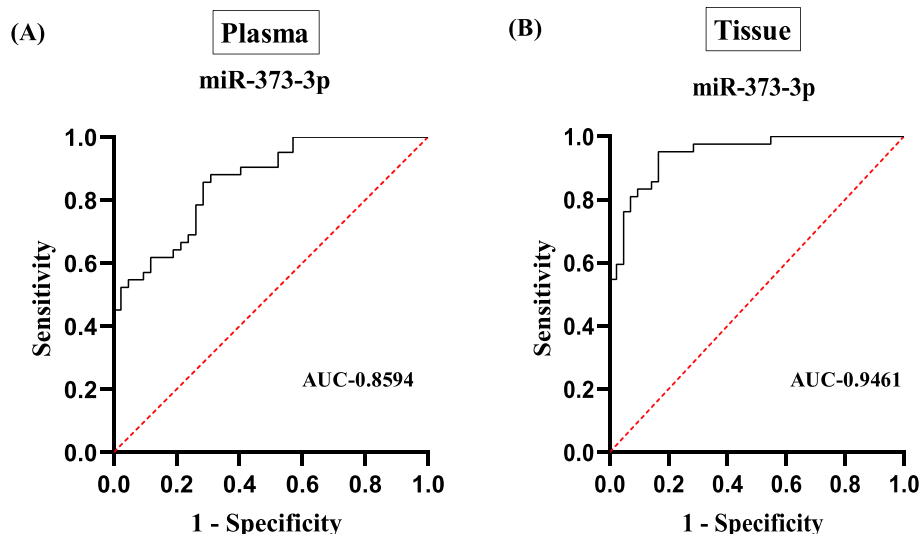 (A)
Plasma
miR-373-3p
1.0
0.8
0.6
0.4
0.2
0.0
Sensitivity
AUC-0.8594
0.0 0.2 0.4 0.6 0.8 1.0
1 - Specificity
(B)
Tissue
miR-373-3p
1.0
0.8
0.6
0.4
0.2
0.0
Sensitivity
AUC-0.9461
0.0 0.2 0.4 0.6 0.8 1.0
1 - Specificity